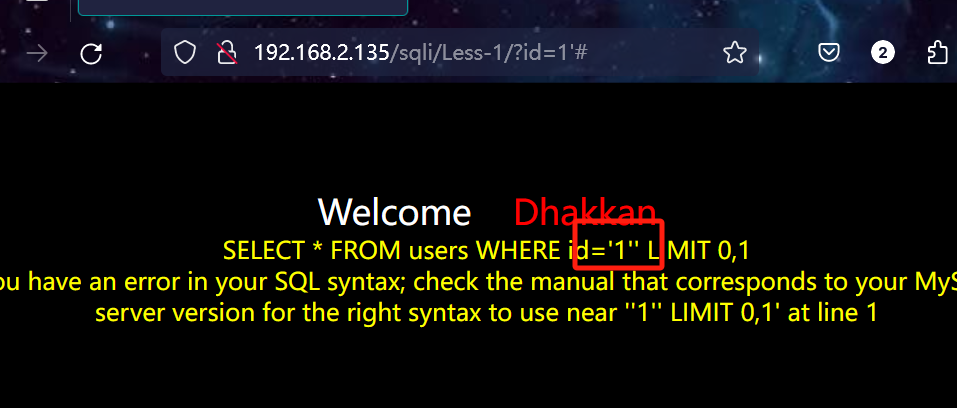 192.168.2.135/sqli/Less-1/?id=1'#
2
Welcome Dhakkan
SELECT * FROM users WHERE id='1'' LIMIT 0,1
ou have an error in your SQL syntax; check the manual that corresponds to your MyS
server version for the right syntax to use near ''1'' LIMIT 0,1' at line 1